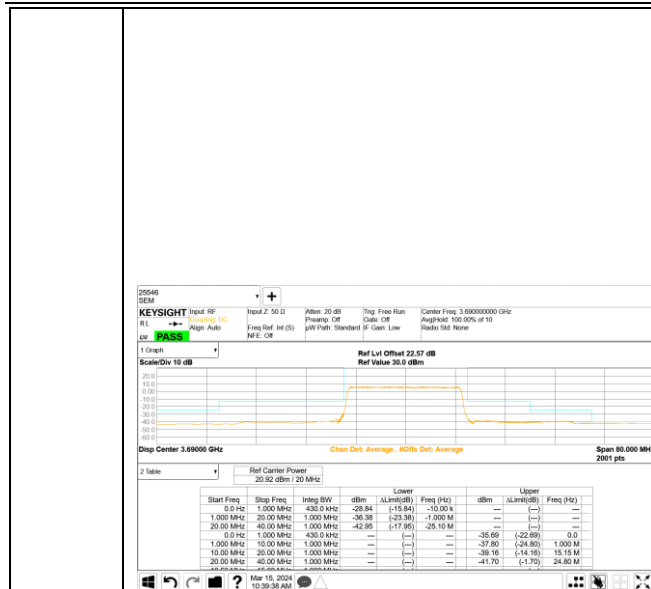 25546
SEM
KEYSIGHT Input: RF Input Z: 50 Ω Atten: 20 dB Trig: Free Run Center Freq: 3.690000000 GHz
R L Coupling: DC Preamp: Off Gate: Off Avg|Hold: 100.00% of 10
Align: Auto Freq Ref: Int (S) µW Path: Standard IF Gain: Low Radio Std: None
PASS NFE: Off
1 Graph Ref Lvl Offset 22.57 dB
Scale/Div 10 dB Ref Value 30.0 dBm
20.0
10.0
0.0
-10.0
-20.0
-30.0
-40.0
-50.0
-60.0
Disp Center 3.69000 GHz Chan Det: Average , #Offs Det: Average Span 80.000 MHz
2001 pts
2 Table Ref Carrier Power
20.92 dBm / 20 MHz
Lower Upper
Start Freq Stop Freq Integ BW dBm ΔLimit(dB) Freq (Hz) dBm ΔLimit(dB) Freq (Hz)
0.0 Hz 1.000 MHz 430.0 kHz -28.84 (-15.84) -10.00 k --- (---) ---
1.000 MHz 20.00 MHz 1.000 MHz -36.38 (-23.38) -1.000 M --- (---) ---
20.00 MHz 40.00 MHz 1.000 MHz -42.95 (-17.95) -25.10 M --- (---) ---
0.0 Hz 1.000 MHz 430.0 kHz --- (---) --- -35.69 (-22.69) 0.0
1.000 MHz 10.00 MHz 1.000 MHz --- (---) --- -37.80 (-24.80) 1.000 M
10.00 MHz 20.00 MHz 1.000 MHz --- (---) --- -39.16 (-14.16) 15.15 M
20.00 MHz 40.00 MHz 1.000 MHz --- (---) --- -41.70 (-1.70) 24.80 M
? Mar 15, 2024
10:39:38 AM